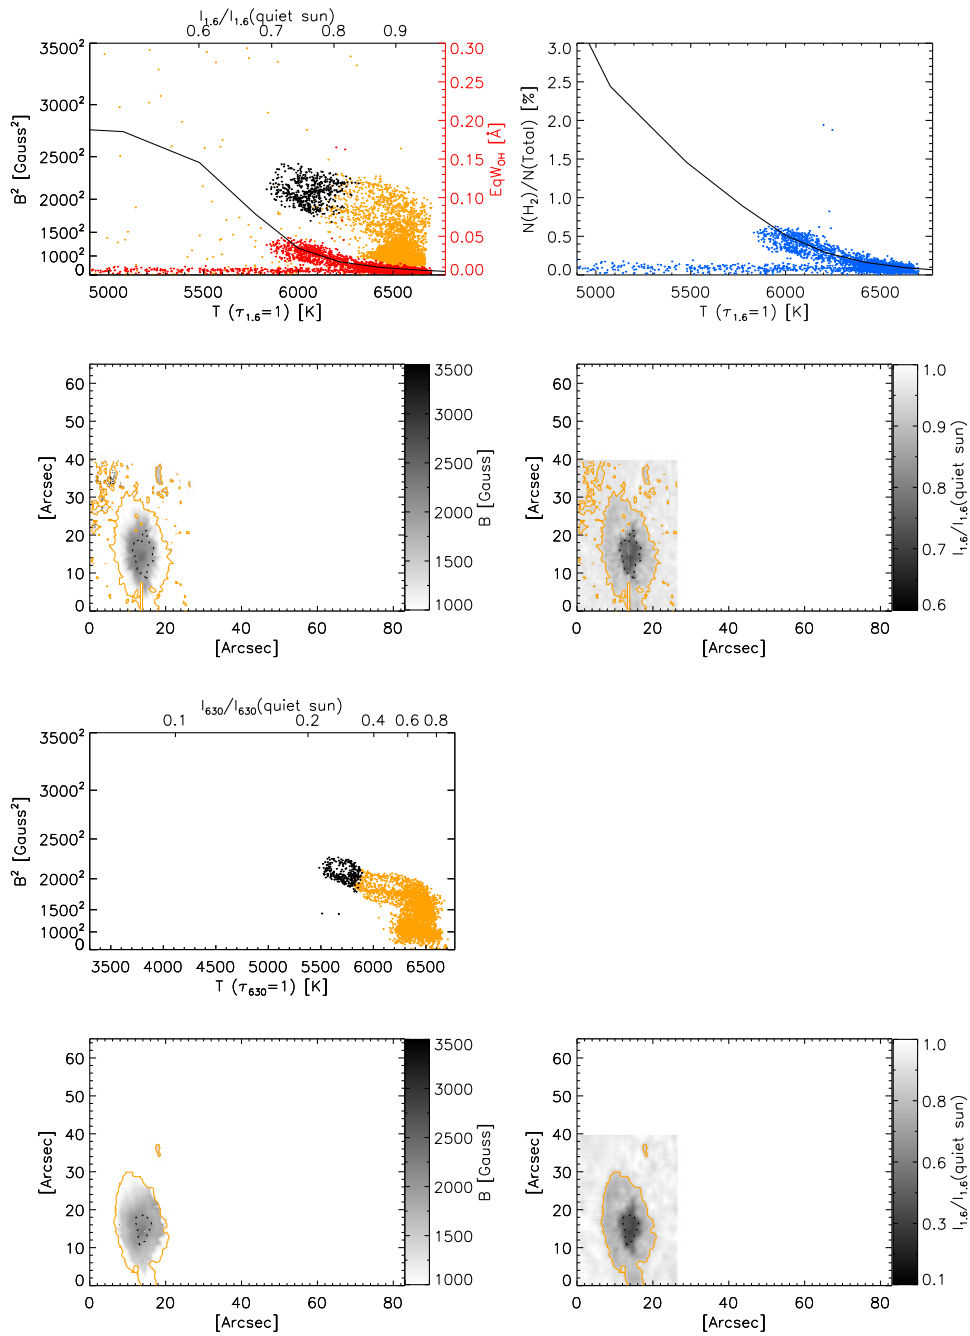 I1.6/I1.6(quiet sun)
0.6 0.7 0.8 0.9
3500² 3000² 2500² 2000² 1500² 1000² 0
B² [Gauss²]
0.30 0.25 0.20 0.15 0.10 0.05 0.00
EqWOH [Å]
5000 5500 6000 6500
T (τ1.6=1) [K]
3.0 2.5 2.0 1.5 1.0 0.5 0.0
N(H2)/N(Total) [%]
5000 5500 6000 6500
T (τ1.6=1) [K]
60 50 40 30 20 10 0
[Arcsec]
0 20 40 60 80
[Arcsec]
3500 3000 2500 2000 1500 1000
B [Gauss]
60 50 40 30 20 10 0
[Arcsec]
0 20 40 60 80
[Arcsec]
1.0 0.9 0.8 0.7 0.6
I1.6/I1.6(quiet sun)
I630/I630(quiet sun)
0.1 0.2 0.4 0.6 0.8
3500² 3000² 2500² 2000² 1500² 1000² 0
B² [Gauss²]
3500 4000 4500 5000 5500 6000 6500
T (τ630=1) [K]
60 50 40 30 20 10 0
[Arcsec]
0 20 40 60 80
[Arcsec]
3500 3000 2500 2000 1500 1000
B [Gauss]
60 50 40 30 20 10 0
[Arcsec]
0 20 40 60 80
[Arcsec]
1.0 0.8 0.6 0.3 0.1
I1.6/I1.6(quiet sun)